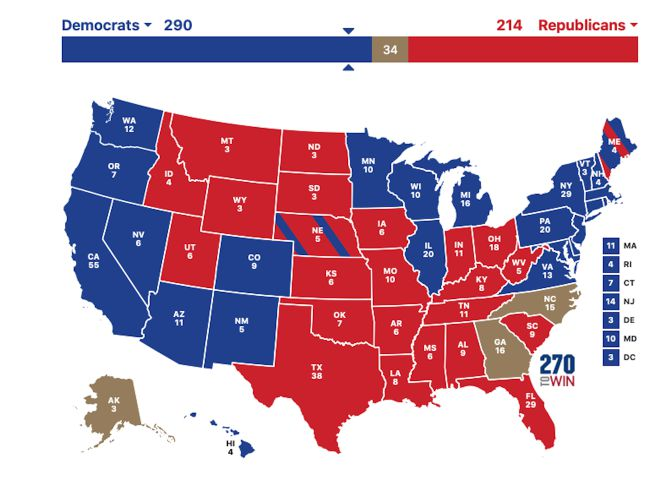 Democrats 290
214 Republicans
34
WA
12
MT
3
ND
3
MN
10
ME
4
VT
3
NH
4
OR
7
ID
4
SD
3
WI
10
MI
16
NY
29
WY
3
NE
5
IA
6
PA
20
NV
6
UT
6
CO
9
IL
20
IN
11
OH
18
WV
5
VA
13
CA
55
KS
6
MO
10
KY
8
NC
15
AZ
11
NM
5
OK
7
AR
6
TN
11
SC
9
MS
6
AL
9
GA
16
TX
38
LA
8
FL
29
AK
3
HI
4
11 MA
4 RI
7 CT
14 NJ
3 DE
10 MD
3 DC
270
TOWIN